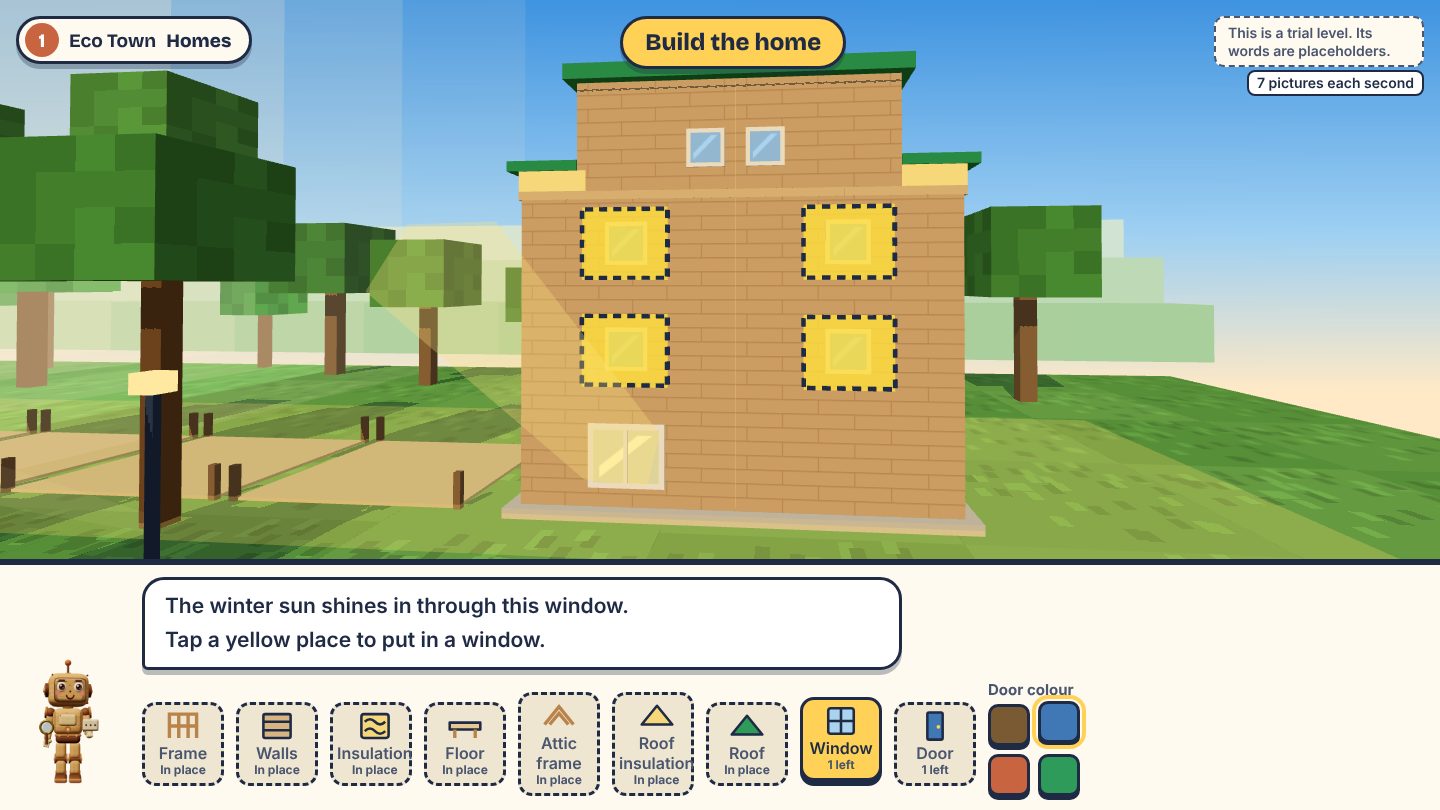 1 Eco Town Homes
Build the home
This is a trial level. Its
words are placeholders.
7 pictures each second
The winter sun shines in through this window.
Tap a yellow place to put in a window.
Door colour
Frame
In place
Walls
In place
Insulation
In place
Floor
In place
Attic
frame
In place
Roof
insulation
In place
Roof
In place
Window
1 left
Door
1 left